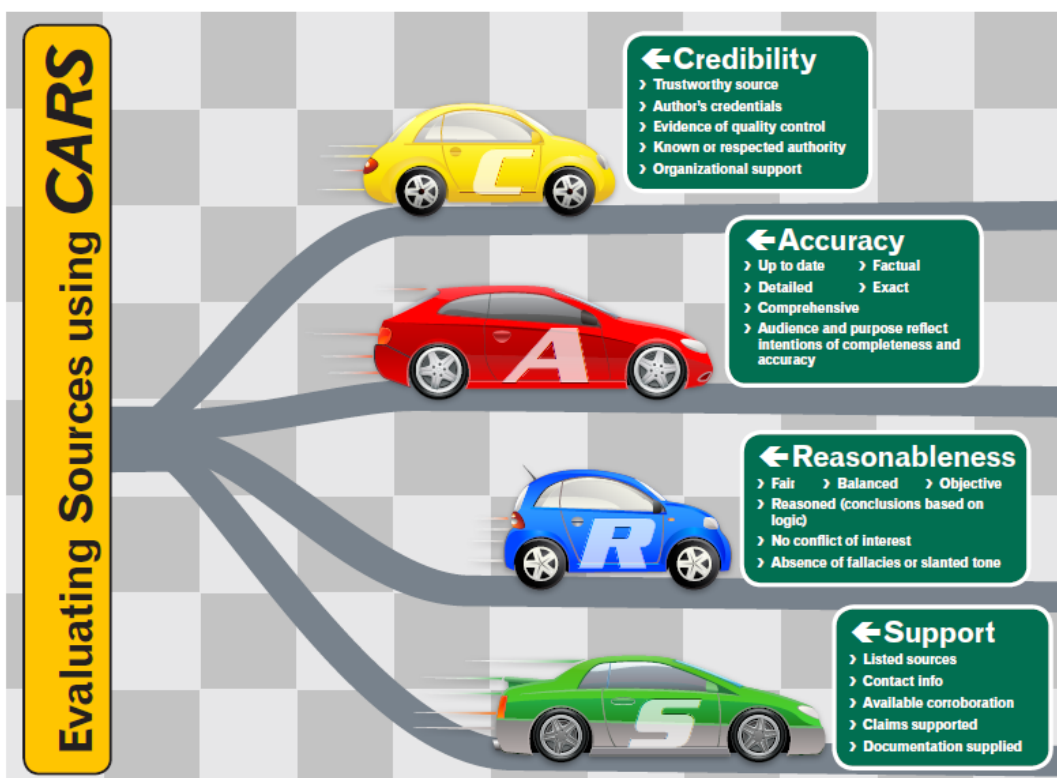 Evaluating Sources using CARS
C
←Credibility
› Trustworthy source
› Author's credentials
› Evidence of quality control
› Known or respected authority
› Organizational support
A
←Accuracy
› Up to date › Factual
› Detailed › Exact
› Comprehensive
› Audience and purpose reflect
intentions of completeness and
accuracy
R
←Reasonableness
› Fair › Balanced › Objective
› Reasoned (conclusions based on
logic)
› No conflict of interest
› Absence of fallacies or slanted tone
S
←Support
› Listed sources
› Contact info
› Available corroboration
› Claims supported
› Documentation supplied